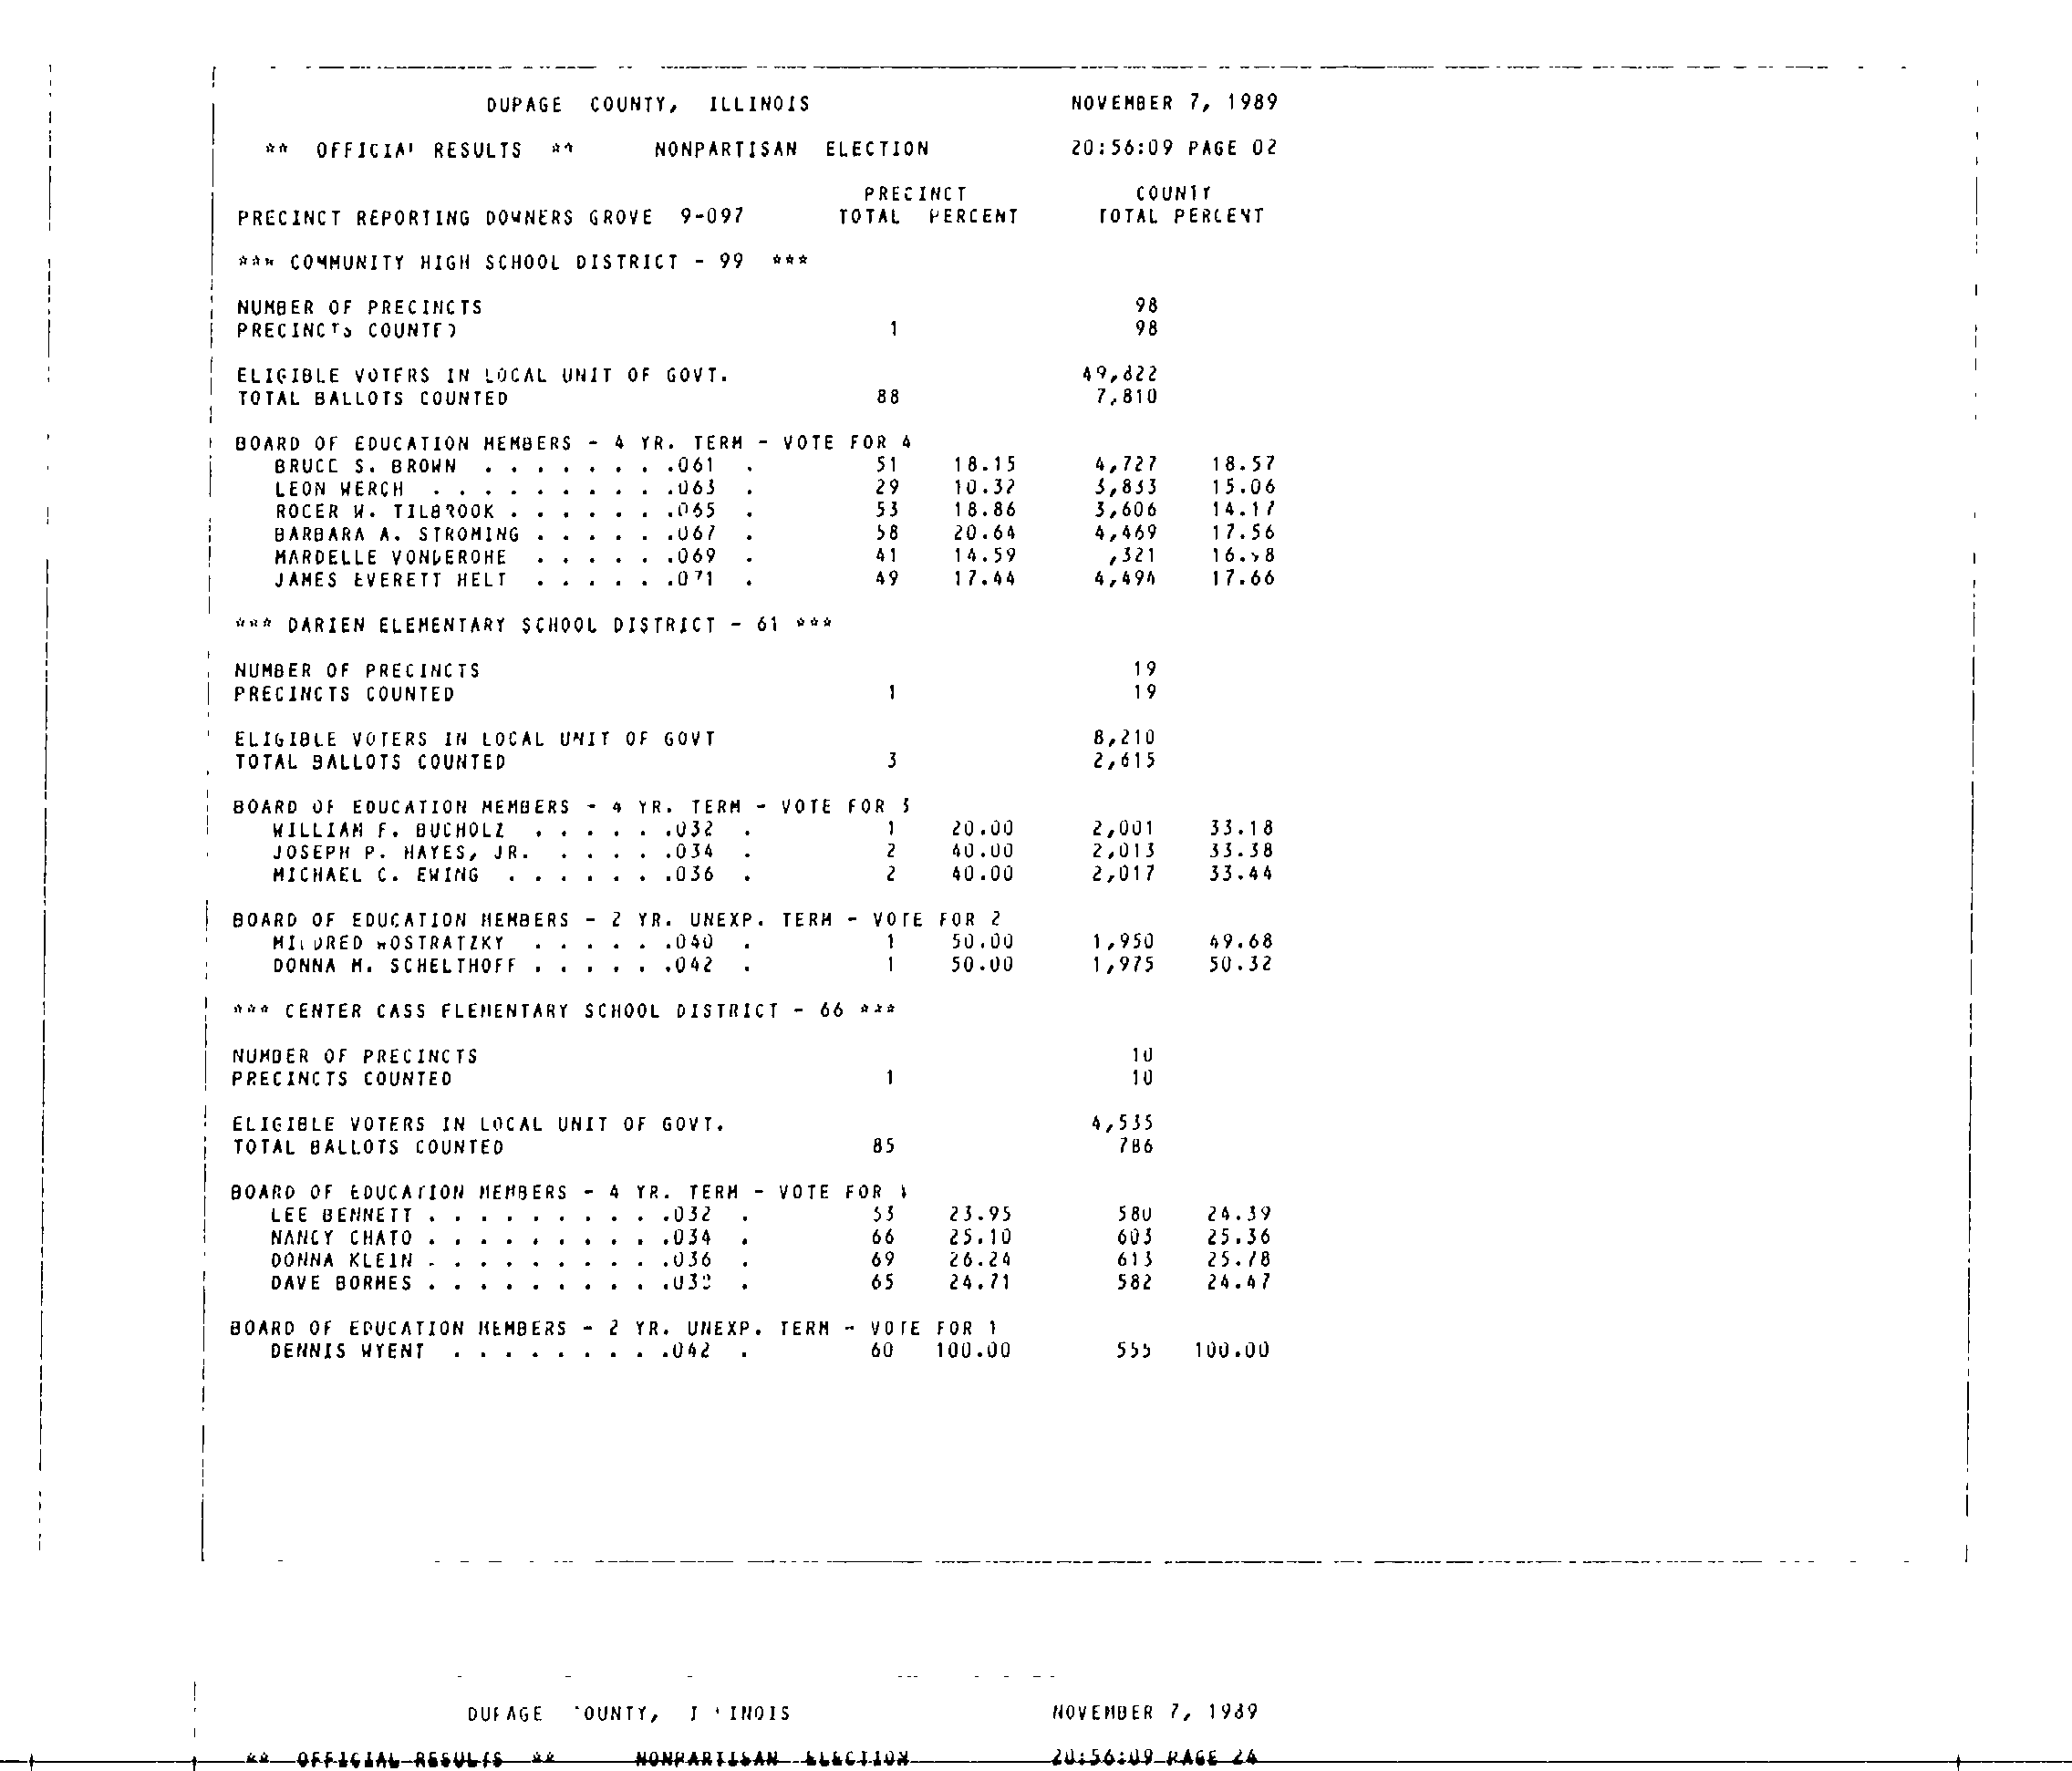 DUPAGE COUNTY, ILLINOIS NOVEMBER 7, 1989
** OFFICIAL RESULTS ** NONPARTISAN ELECTION 20:56:09 PAGE 02
PRECINCT COUNTY
PRECINCT REPORTING DOWNERS GROVE 9-097 TOTAL PERCENT TOTAL PERCENT
*** COMMUNITY HIGH SCHOOL DISTRICT - 99 ***
NUMBER OF PRECINCTS 98
PRECINCTS COUNTED 1 98
ELIGIBLE VOTERS IN LOCAL UNIT OF GOVT. 49,822
TOTAL BALLOTS COUNTED 88 7,810
BOARD OF EDUCATION MEMBERS - 4 YR. TERM - VOTE FOR 4
BRUCE S. BROWN . . . . . . . .061 . 51 18.15 4,727 18.57
LEON WERCH . . . . . . . . . .063 . 29 10.32 3,833 15.06
ROGER W. TILBROOK . . . . . . .065 . 53 18.86 3,606 14.17
BARBARA A. STROMING . . . . . .067 . 58 20.64 4,469 17.56
MARDELLE VONDEROHE . . . . . .069 . 41 14.59 ,321 16. 8
JAMES EVERETT HELT . . . . . .071 . 49 17.44 4,494 17.66
*** DARIEN ELEMENTARY SCHOOL DISTRICT - 61 ***
NUMBER OF PRECINCTS 19
PRECINCTS COUNTED 1 19
ELIGIBLE VOTERS IN LOCAL UNIT OF GOVT 8,210
TOTAL BALLOTS COUNTED 3 2,615
BOARD OF EDUCATION MEMBERS - 4 YR. TERM - VOTE FOR 3
WILLIAM F. BUCHOLZ . . . . . .032 . 1 20.00 2,001 33.18
JOSEPH P. HAYES, JR. . . . . .034 . 2 40.00 2,013 33.38
MICHAEL C. EWING . . . . . . .036 . 2 40.00 2,017 33.44
BOARD OF EDUCATION MEMBERS - 2 YR. UNEXP. TERM - VOTE FOR 2
MILDRED WOSTRATZKY . . . . . .040 . 1 50.00 1,950 49.68
DONNA M. SCHELTHOFF . . . . . .042 . 1 50.00 1,975 50.32
*** CENTER CASS ELEMENTARY SCHOOL DISTRICT - 66 ***
NUMBER OF PRECINCTS 10
PRECINCTS COUNTED 1 10
ELIGIBLE VOTERS IN LOCAL UNIT OF GOVT. 4,535
TOTAL BALLOTS COUNTED 85 786
BOARD OF EDUCATION MEMBERS - 4 YR. TERM - VOTE FOR
LEE BENNETT . . . . . . . . . .032 . 23.95 580 24.39
NANCY CHATO . . . . . . . . . .034 . 66 25.10 603 25.36
DONNA KLEIN . . . . . . . . . .036 . 69 26.24 613 25.78
DAVE BORMES . . . . . . . . . . . 65 24.71 582 24.47
BOARD OF EDUCATION MEMBERS - 2 YR. UNEXP. TERM - VOTE FOR 1
DENNIS WYENT . . . . . . . . .042 . 60 100.00 555 100.00
DUPAGE COUNTY, ILLINOIS NOVEMBER 7, 1989
** OFFICIAL RESULTS ** NONPARTISAN ELECTION 20:56:09 PAGE